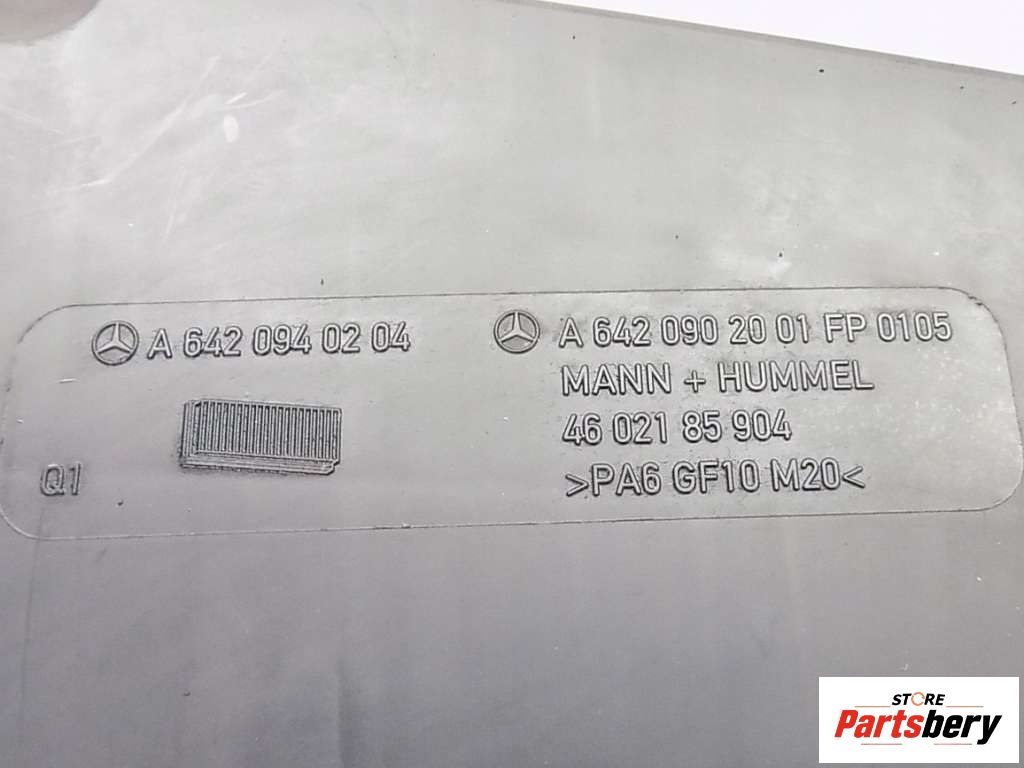 A 642 094 02 04
Q1
A 642 090 20 01 FP 0105
MANN + HUMMEL
46 021 85 904
>PA6 GF10 M20<
STORE
Partsbery